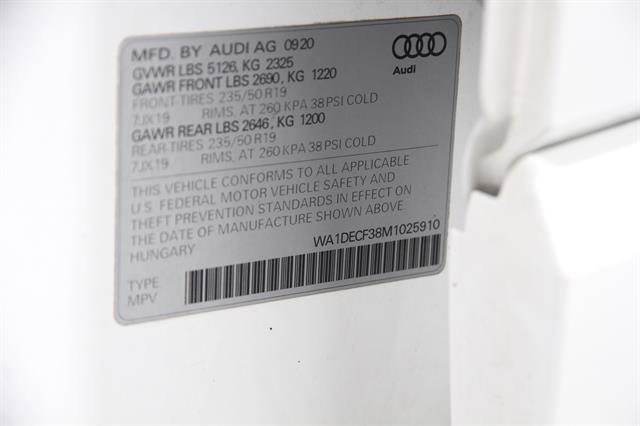 MFD. BY AUDI AG 0920
GVWR LBS 5126, KG 2325
GAWR FRONT LBS 2690, KG 1220
FRONT-TIRES 235/50 R19
7JX19 RIMS, AT 260 KPA 38 PSI COLD
GAWR REAR LBS 2646, KG 1200
REAR-TIRES 235/50 R19
7JX19 RIMS, AT 260 KPA 38 PSI COLD
Audi
THIS VEHICLE CONFORMS TO ALL APPLICABLE
U.S. FEDERAL MOTOR VEHICLE SAFETY AND
THEFT PREVENTION STANDARDS IN EFFECT ON
THE DATE OF MANUFACTURE SHOWN ABOVE
HUNGARY WA1DECF38M1025910
TYPE
MPV